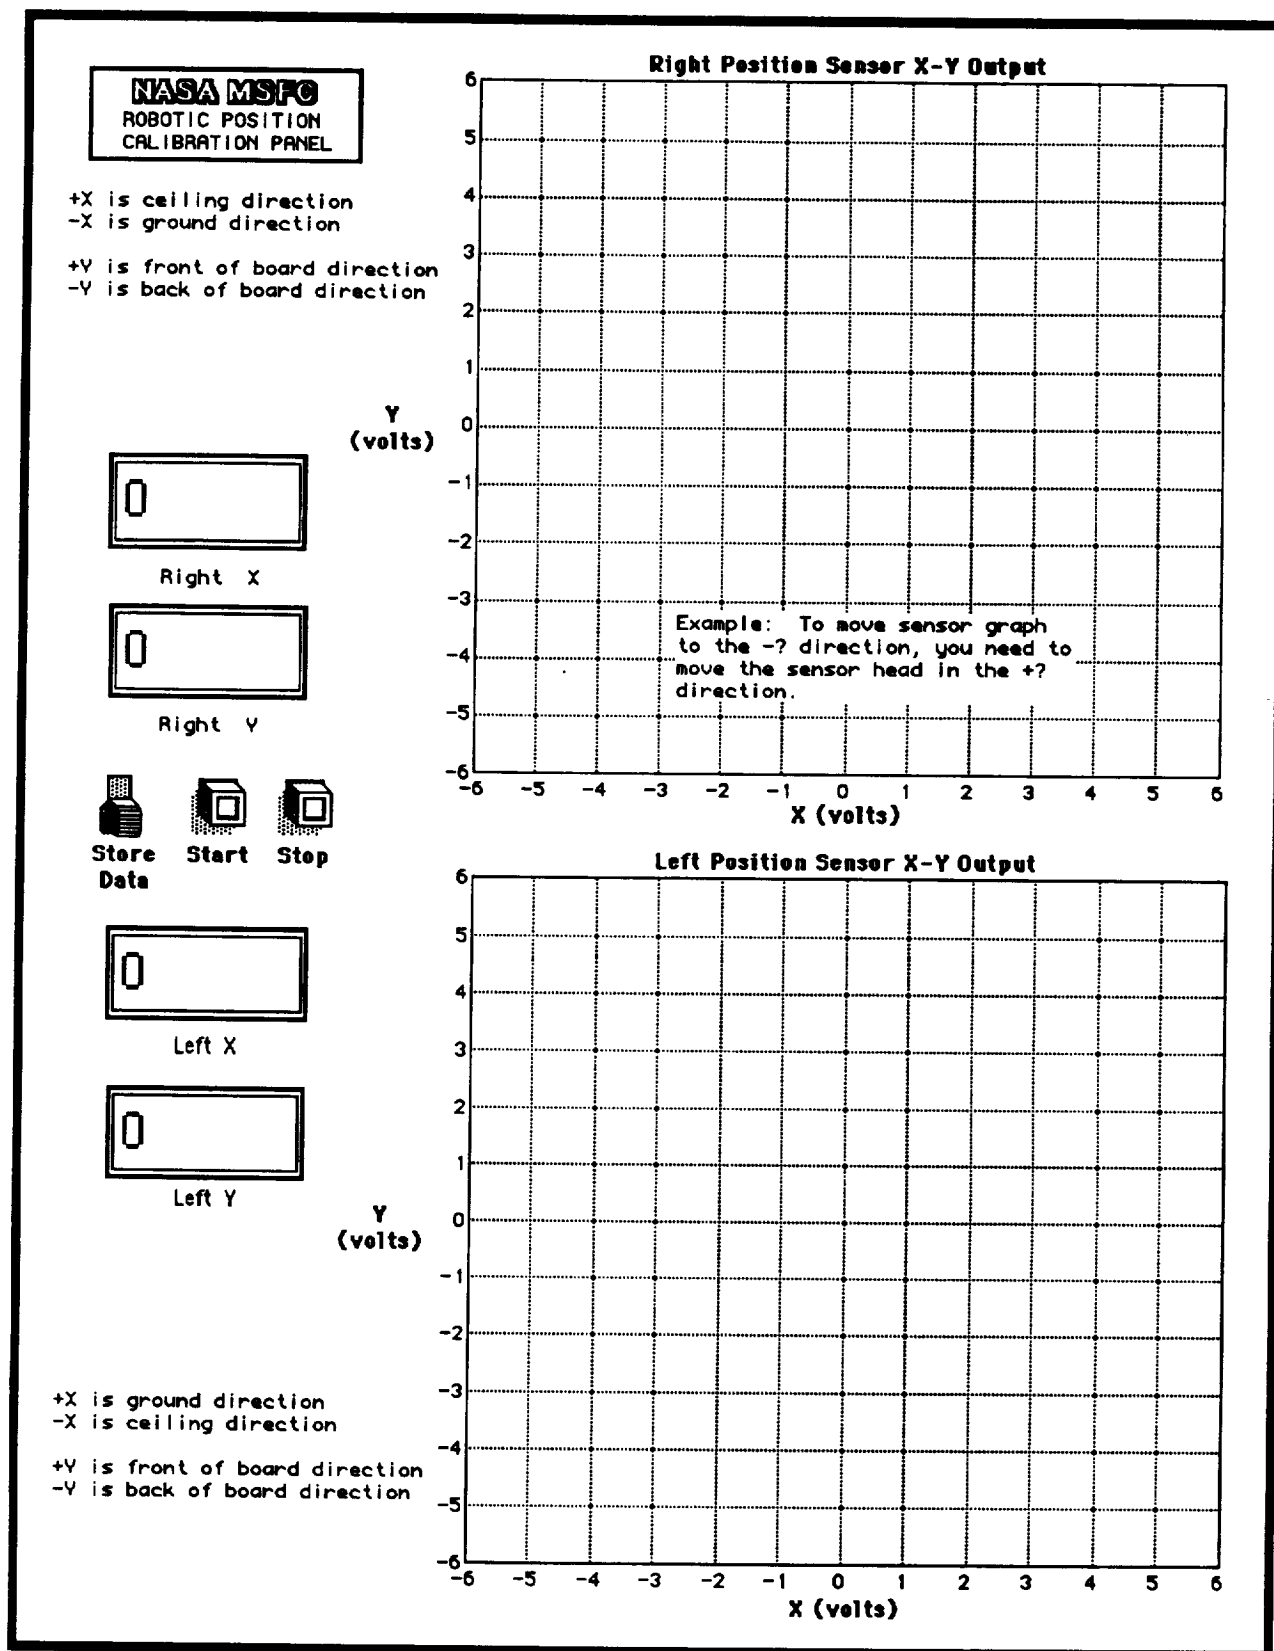 NASA MSFC
ROBOTIC POSITION
CALIBRATION PANEL
+X is ceiling direction
-X is ground direction
+Y is front of board direction
-Y is back of board direction
Right Position Sensor X-Y Output
6
5
4
3
2
1
0
-1
-2
-3
-4
-5
-6
Y
(volts)
Example: To move sensor graph
to the -? direction, you need to
move the sensor head in the +?
direction.
-6 -5 -4 -3 -2 -1 0 1 2 3 4 5 6
X (volts)
0
Right X
0
Right Y
Store
Data
Start
Stop
0
Left X
0
Left Y
Left Position Sensor X-Y Output
6
5
4
3
2
1
0
-1
-2
-3
-4
-5
-6
Y
(volts)
-6 -5 -4 -3 -2 -1 0 1 2 3 4 5 6
X (volts)
+X is ground direction
-X is ceiling direction
+Y is front of board direction
-Y is back of board direction